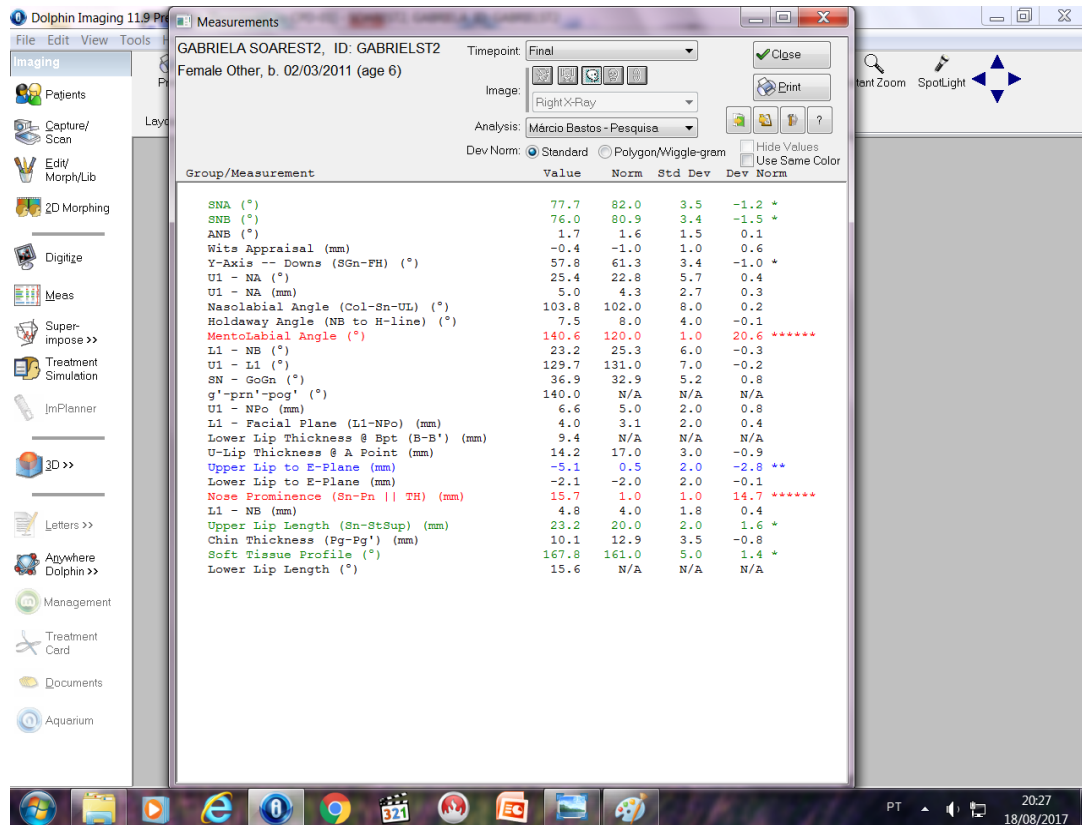 Dolphin Imaging 11.9 Pre
Measurements
File Edit View Tools H
Imaging
Patients
Capture/
Scan
Edit/
Morph/Lib
2D Morphing
Digitize
Meas
Super-
impose >>
Treatment
Simulation
ImPlanner
3D >>
Letters >>
Anywhere
Dolphin >>
Management
Treatment
Card
Documents
Aquarium
Layo
GABRIELA SOAREST2, ID: GABRIELST2
Female Other, b. 02/03/2011 (age 6)
Timepoint: Final
Image:
Right X-Ray
Analysis: Márcio Bastos - Pesquisa
Dev Norm: Standard Polygon/Wiggle-gram
Close
Print
?
Hide Values
Use Same Color
tant Zoom SpotLight
Group/Measurement Value Norm Std Dev Dev Norm
SNA (°) 77.7 82.0 3.5 -1.2 *
SNB (°) 76.0 80.9 3.4 -1.5 *
ANB (°) 1.7 1.6 1.5 0.1
Wits Appraisal (mm) -0.4 -1.0 1.0 0.6
Y-Axis -- Downs (SGn-FH) (°) 57.8 61.3 3.4 -1.0 *
U1 - NA (°) 25.4 22.8 5.7 0.4
U1 - NA (mm) 5.0 4.3 2.7 0.3
Nasolabial Angle (Col-Sn-UL) (°) 103.8 102.0 8.0 0.2
Holdaway Angle (NB to H-line) (°) 7.5 8.0 4.0 -0.1
MentoLabial Angle (°) 140.6 120.0 1.0 20.6 ******
L1 - NB (°) 23.2 25.3 6.0 -0.3
U1 - L1 (°) 129.7 131.0 7.0 -0.2
SN - GoGn (°) 36.9 32.9 5.2 0.8
g'-prn'-pog' (°) 140.0 N/A N/A N/A
U1 - NPo (mm) 6.6 5.0 2.0 0.8
L1 - Facial Plane (L1-NPo) (mm) 4.0 3.1 2.0 0.4
Lower Lip Thickness @ Bpt (B-B') (mm) 9.4 N/A N/A N/A
U-Lip Thickness @ A Point (mm) 14.2 17.0 3.0 -0.9
Upper Lip to E-Plane (mm) -5.1 0.5 2.0 -2.8 **
Lower Lip to E-Plane (mm) -2.1 -2.0 2.0 -0.1
Nose Prominence (Sn-Pn || TH) (mm) 15.7 1.0 1.0 14.7 ******
L1 - NB (mm) 4.8 4.0 1.8 0.4
Upper Lip Length (Sn-StSup) (mm) 23.2 20.0 2.0 1.6 *
Chin Thickness (Pg-Pg') (mm) 10.1 12.9 3.5 -0.8
Soft Tissue Profile (°) 167.8 161.0 5.0 1.4 *
Lower Lip Length (°) 15.6 N/A N/A N/A
321
PT
20:27
18/08/2017